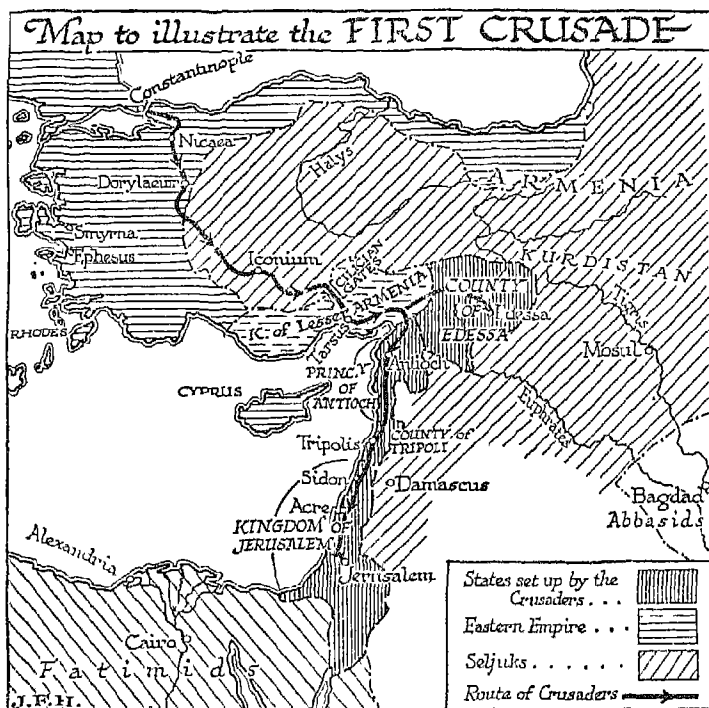 Map to illustrate the FIRST CRUSADE
Constantinople
Nicaea
Halys
Dorylaeum
ARMENIA
Smyrna
Ephesus
Iconium
CILICIAN
GATES
KURDISTAN
K. of Lesser ARMENIA
Tarsus
COUNTY
OF
EDESSA
Edessa
Tigris
RHODES
Mosul
Antioch
PRINCY
OF
ANTIOCH
CYPRUS
Euphrates
Tripolis
COUNTY of
TRIPOLI
Sidon
Damascus
Bagdad
Abbasids
Acre
KINGDOM OF
JERUSALEM
Alexandria
Jerusalem
Cairo
Fatimids
J.F.H.
States set up by the
Crusaders . . .
Eastern Empire . . .
Seljuks . . . . . .
Route of Crusaders